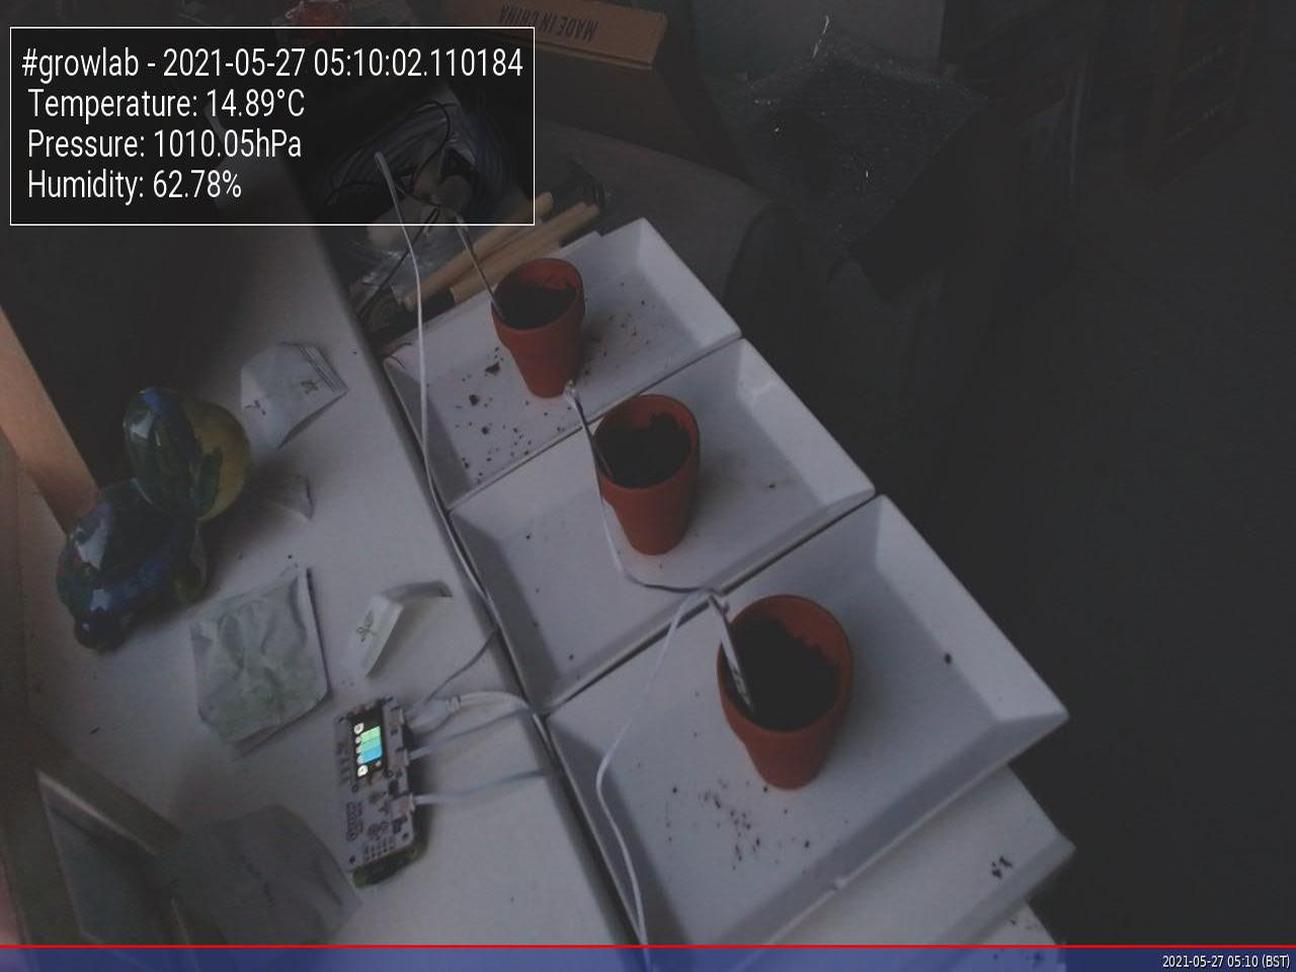 MADE IN CHINA
#growlab - 2021-05-27 05:10:02.110184
Temperature: 14.89°C
Pressure: 1010.05hPa
Humidity: 62.78%
2021-05-27 05:10 (BST)